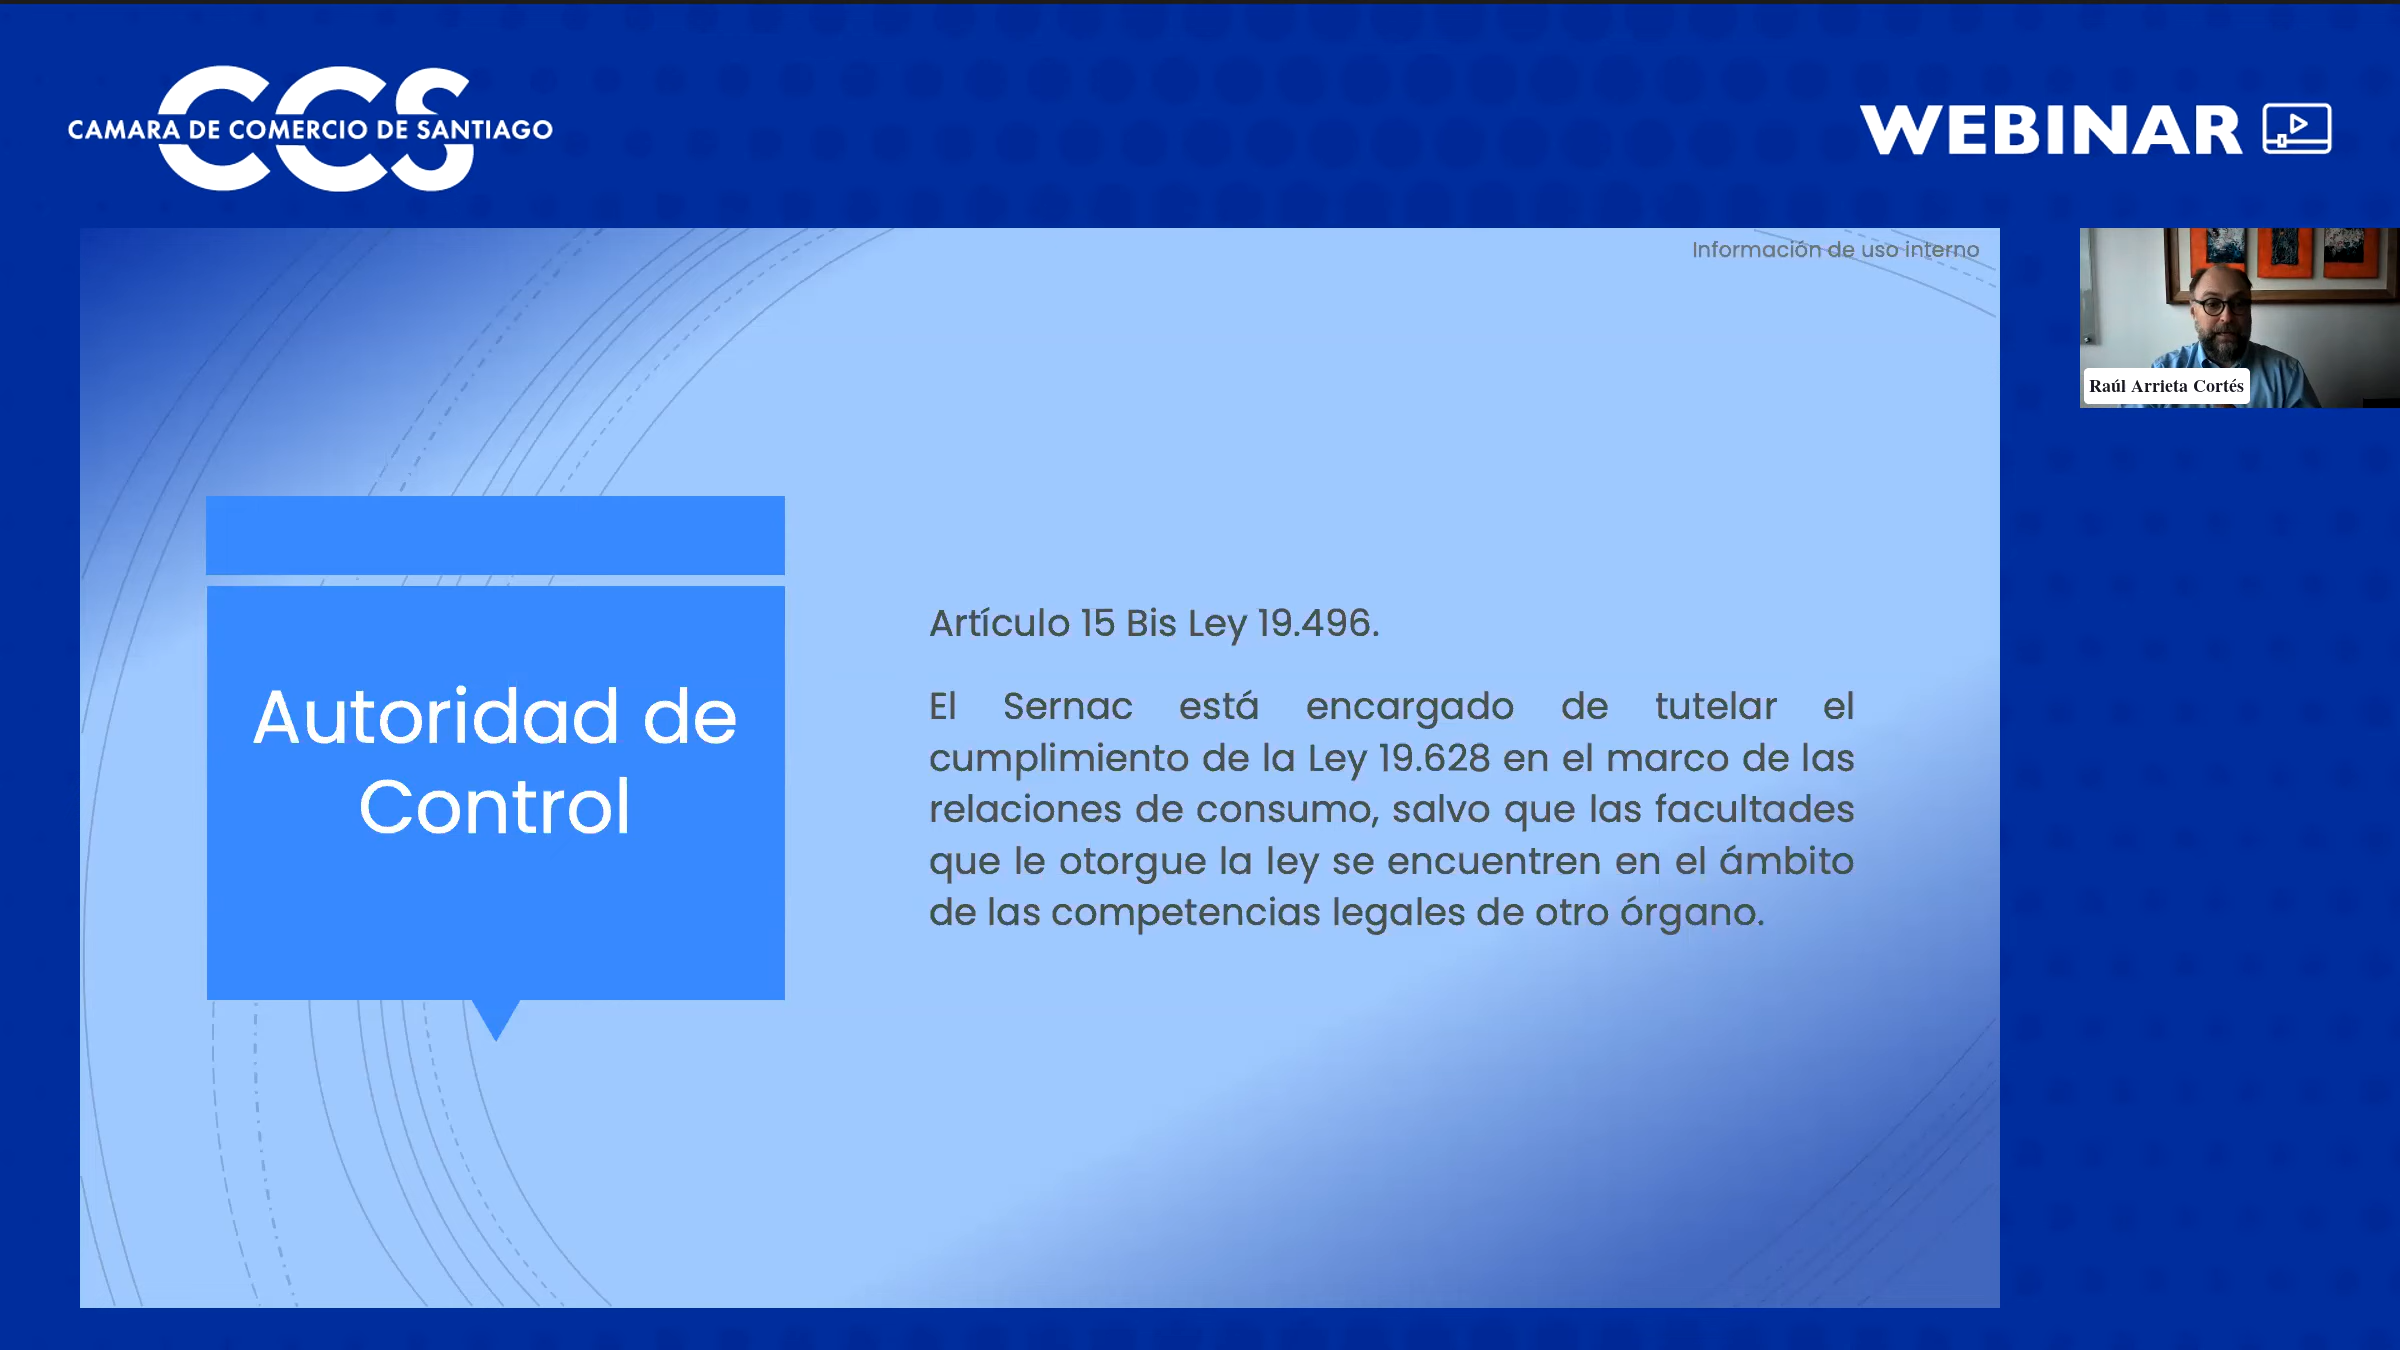 CCS
CAMARA DE COMERCIO DE SANTIAGO
WEBINAR
Información de uso interno
Raúl Arrieta Cortés
Autoridad de
Control
Artículo 15 Bis Ley 19.496.
El Sernac está encargado de tutelar el
cumplimiento de la Ley 19.628 en el marco de las
relaciones de consumo, salvo que las facultades
que le otorgue la ley se encuentren en el ámbito
de las competencias legales de otro órgano.